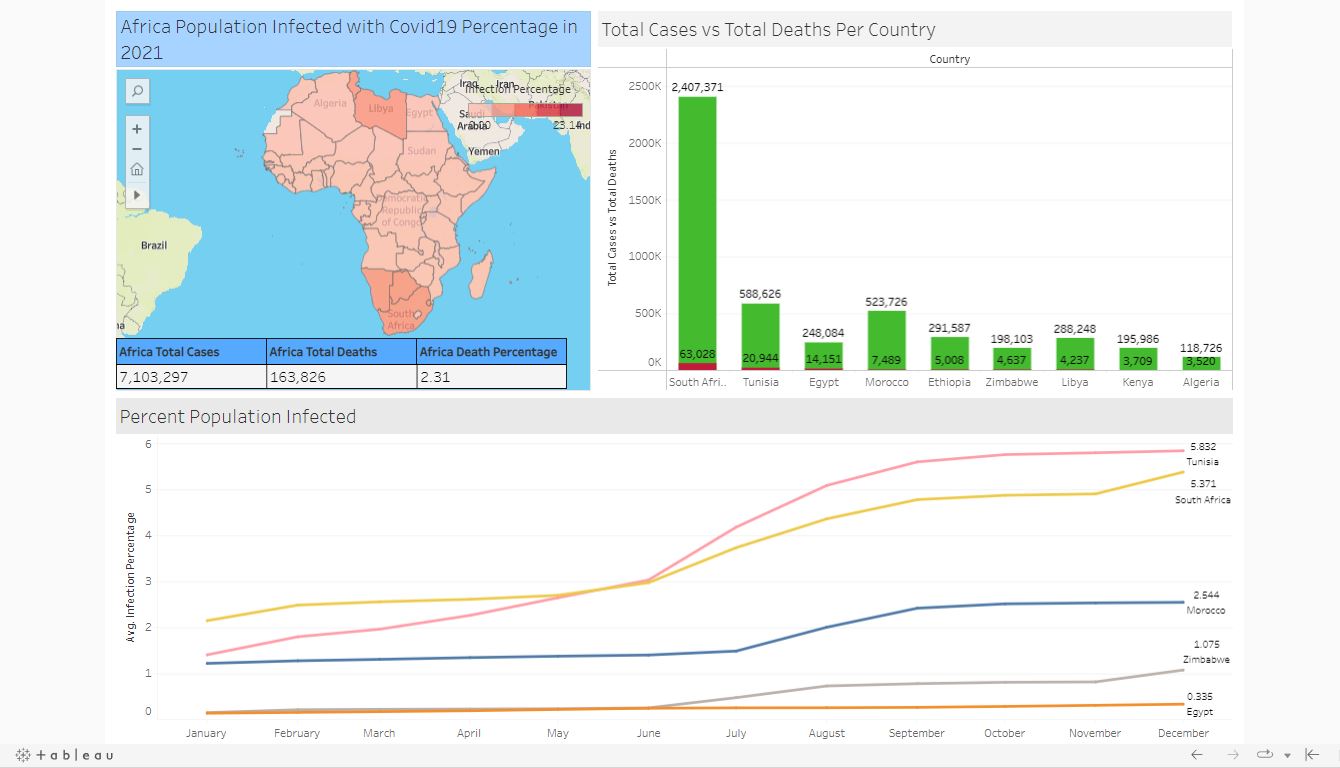 Africa Population Infected with Covid19 Percentage in
2021
Total Cases vs Total Deaths Per Country
Country
Iraq
Iran
Infection Percentage
Algeria
Libya
Egypt
Saudi
Arabia
Pakistan
0.00
23.14
Sudan
Yemen
Democratic
Republic
of Congo
Brazil
South
Africa
Africa Total Cases
Africa Total Deaths
Africa Death Percentage
7,103,297
163,826
2.31
Total Cases vs Total Deaths
2500K
2000K
1500K
1000K
500K
0K
2,407,371
588,626
248,084
523,726
291,587
198,103
288,248
195,986
118,726
63,028
20,944
14,151
7,489
5,008
4,637
4,237
3,709
3,520
South Afri..
Tunisia
Egypt
Morocco
Ethiopia
Zimbabwe
Libya
Kenya
Algeria
Percent Population Infected
Avg. Infection Percentage
6
5
4
3
2
1
0
5.832
Tunisia
5.371
South Africa
2.544
Morocco
1.075
Zimbabwe
0.335
Egypt
January
February
March
April
May
June
July
August
September
October
November
December
+ a b | e a u